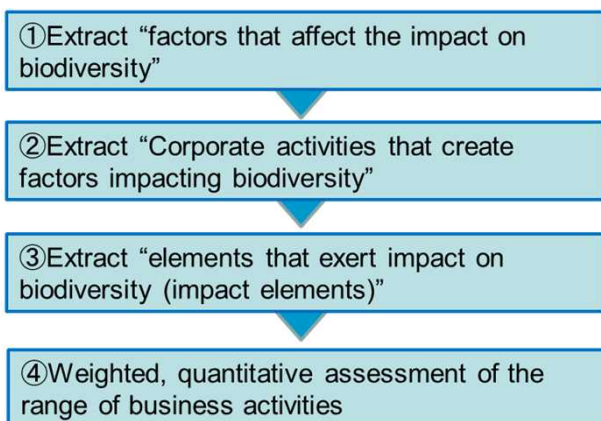 ①Extract “factors that affect the impact on
biodiversity”
②Extract “Corporate activities that create
factors impacting biodiversity”
③Extract “elements that exert impact on
biodiversity (impact elements)”
④Weighted, quantitative assessment of the
range of business activities